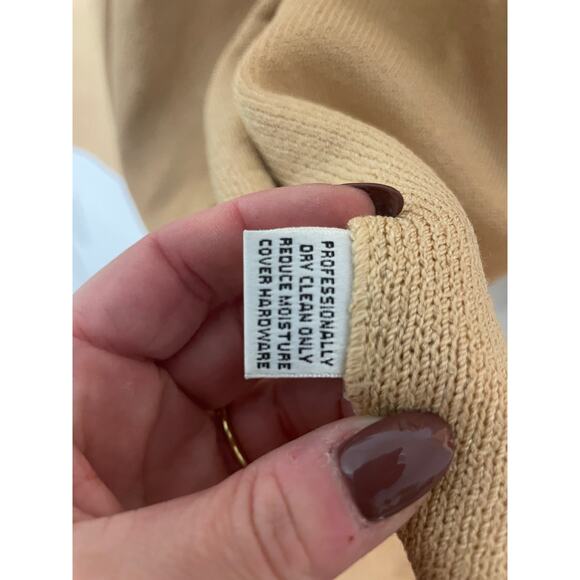 PROFESSIONALLY
DRY CLEAN ONLY
REDUCE MOISTURE
COVER HARDWARE